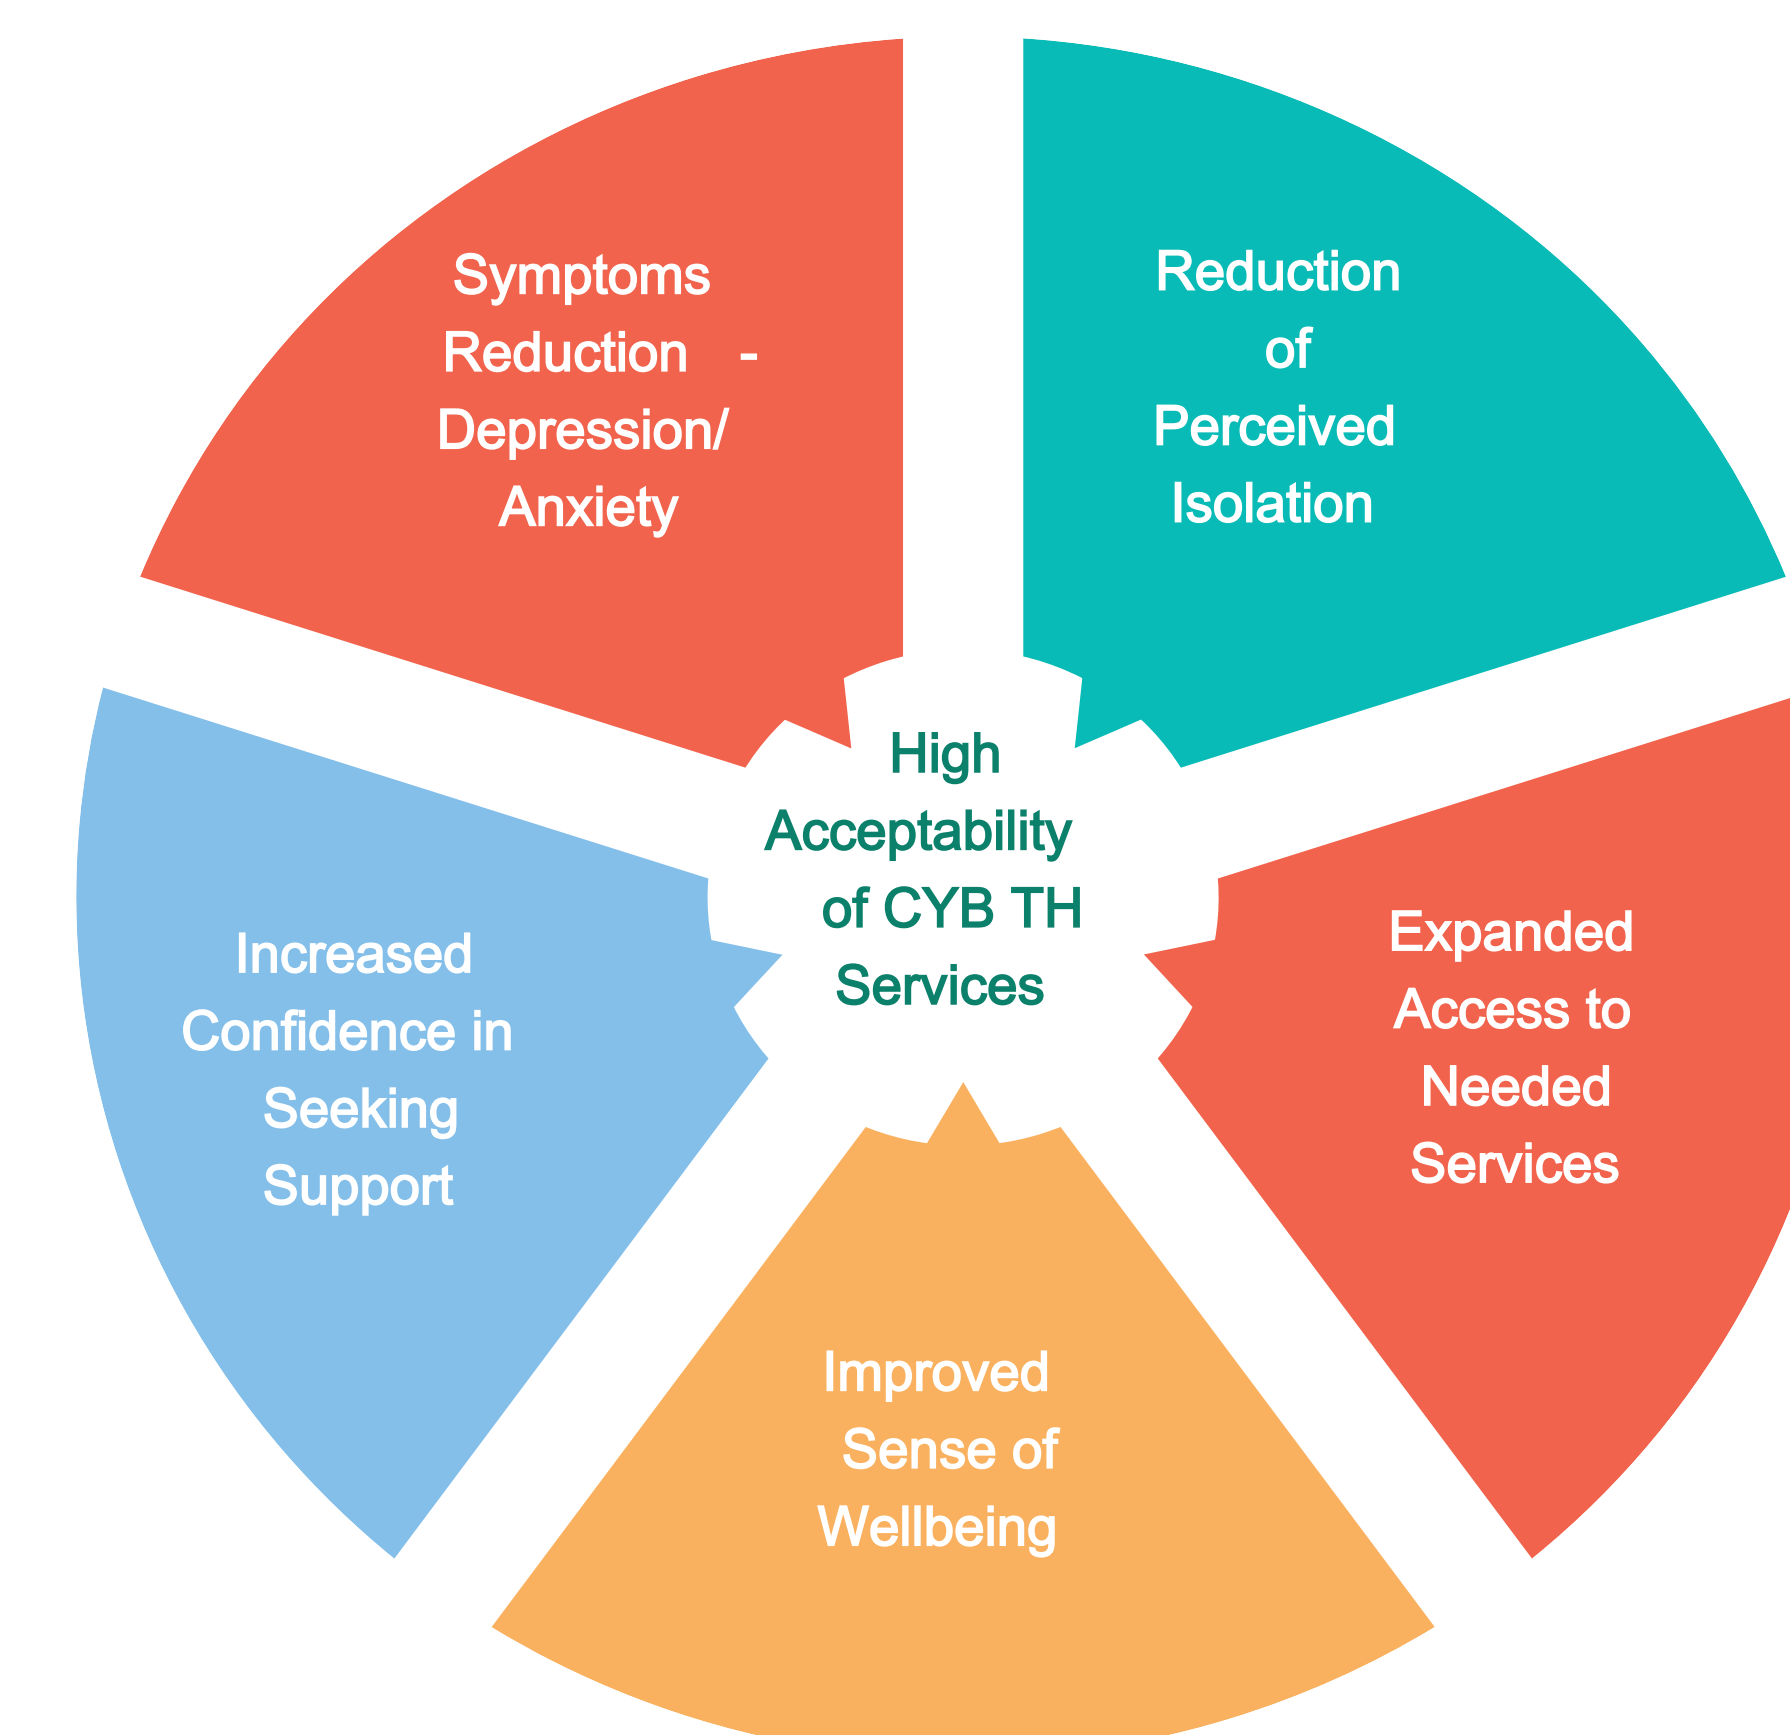 Symptoms
Reduction -
Depression/
Anxiety
Reduction
of
Perceived
Isolation
High
Acceptability
of CYB TH
Services
Increased
Confidence in
Seeking
Support
Expanded
Access to
Needed
Services
Improved
Sense of
Wellbeing